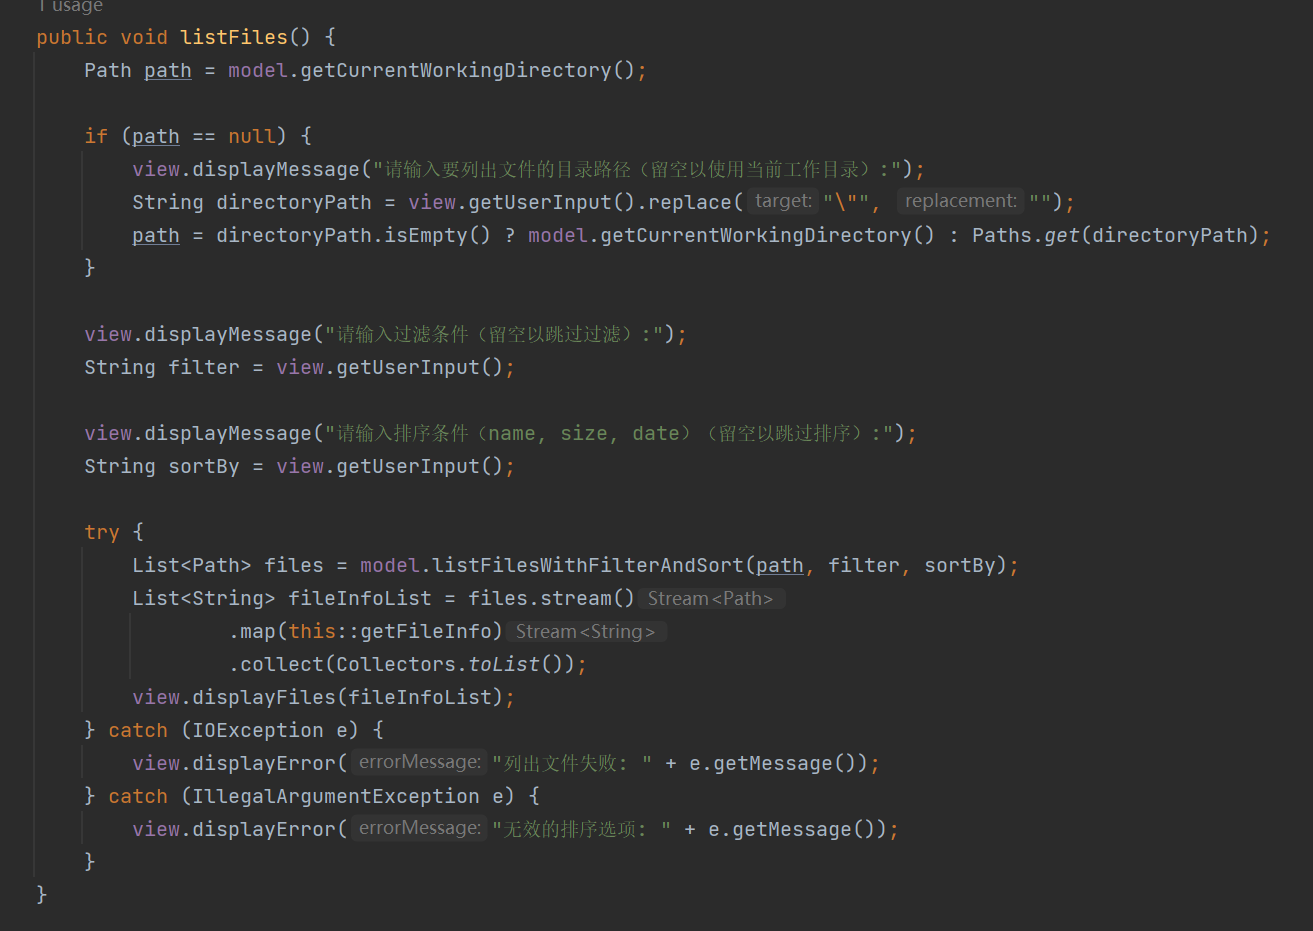 1 usage
public void listFiles() {
    Path path = model.getCurrentWorkingDirectory();
    if (path == null) {
        view.displayMessage("请输入要列出文件的目录路径（留空以使用当前工作目录）:");
        String directoryPath = view.getUserInput().replace( target: "\"", replacement: "");
        path = directoryPath.isEmpty() ? model.getCurrentWorkingDirectory() : Paths.get(directoryPath);
    }
    view.displayMessage("请输入过滤条件（留空以跳过过滤）:");
    String filter = view.getUserInput();
    view.displayMessage("请输入排序条件（name, size, date）（留空以跳过排序）:");
    String sortBy = view.getUserInput();
    try {
        List<Path> files = model.listFilesWithFilterAndSort(path, filter, sortBy);
        List<String> fileInfoList = files.stream() Stream<Path>
                .map(this::getFileInfo) Stream<String>
                .collect(Collectors.toList());
        view.displayFiles(fileInfoList);
    } catch (IOException e) {
        view.displayError( errorMessage: "列出文件失败: " + e.getMessage());
    } catch (IllegalArgumentException e) {
        view.displayError( errorMessage: "无效的排序选项: " + e.getMessage());
    }
}